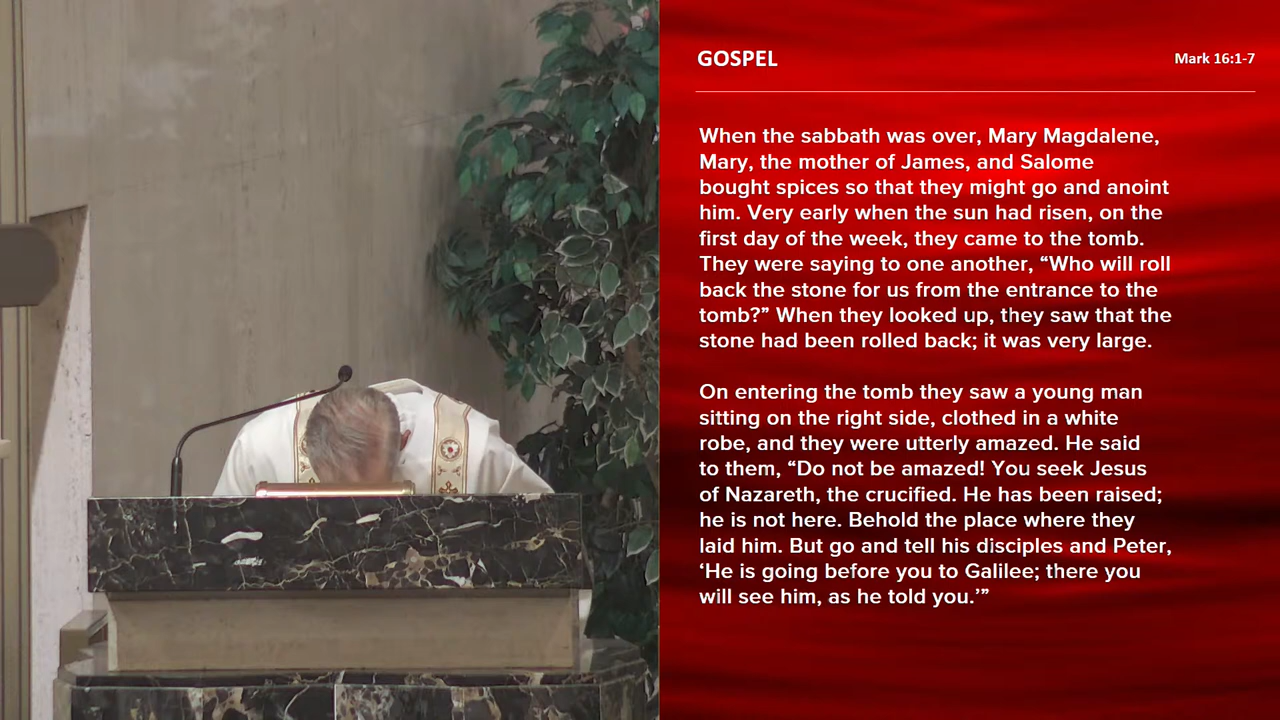 GOSPEL
Mark 16:1-7
When the sabbath was over, Mary Magdalene,
Mary, the mother of James, and Salome
bought spices so that they might go and anoint
him. Very early when the sun had risen, on the
first day of the week, they came to the tomb.
They were saying to one another, “Who will roll
back the stone for us from the entrance to the
tomb?” When they looked up, they saw that the
stone had been rolled back; it was very large.
On entering the tomb they saw a young man
sitting on the right side, clothed in a white
robe, and they were utterly amazed. He said
to them, “Do not be amazed! You seek Jesus
of Nazareth, the crucified. He has been raised;
he is not here. Behold the place where they
laid him. But go and tell his disciples and Peter,
‘He is going before you to Galilee; there you
will see him, as he told you.’”